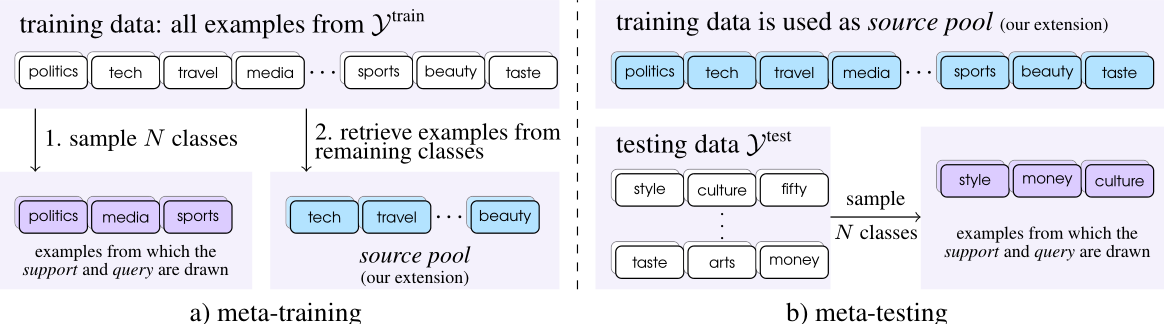 training data: all examples from 𝒴^train
politics tech travel media ··· sports beauty taste
1. sample N classes
2. retrieve examples from
remaining classes
politics media sports
examples from which the
support and query are drawn
tech travel ··· beauty
source pool
(our extension)
a) meta-training
training data is used as source pool (our extension)
politics tech travel media ··· sports beauty taste
testing data 𝒴^test
style culture fifty
⋮
taste arts money
sample
N classes
style money culture
examples from which the
support and query are drawn
b) meta-testing